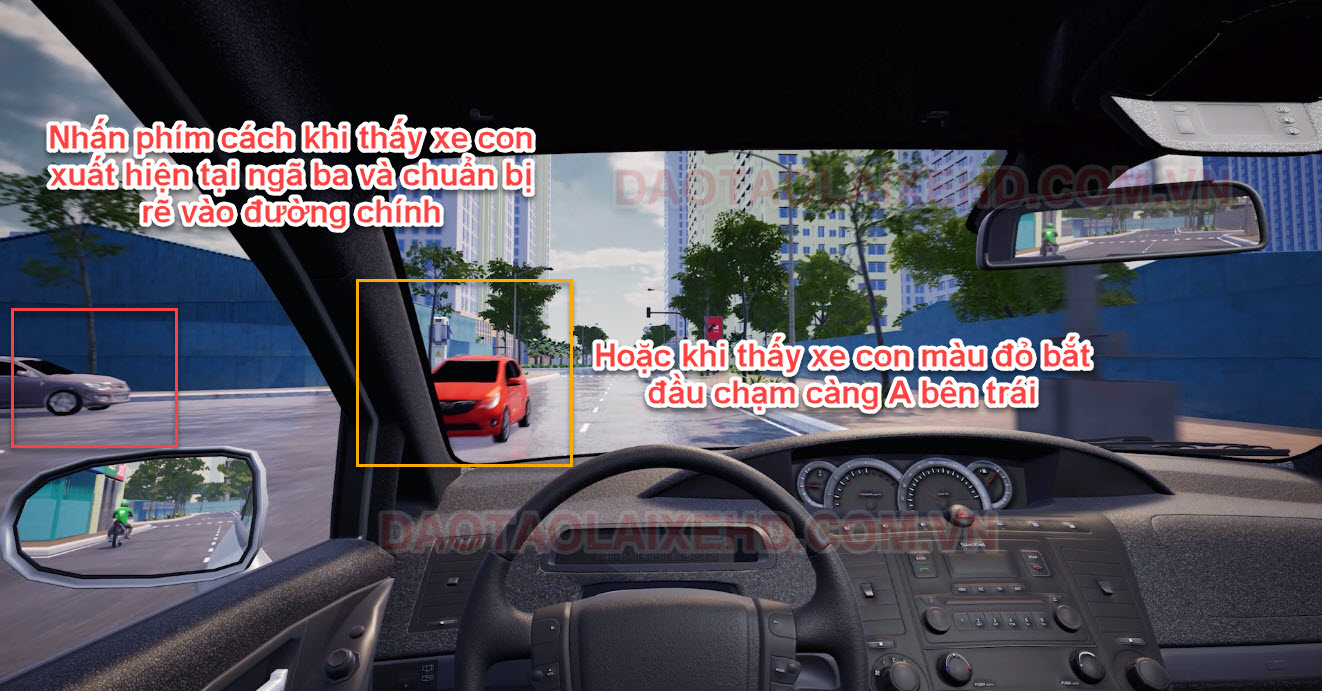 Nhấn phím cách khi thấy xe con
xuất hiện tại ngã ba và chuẩn bị
rẽ vào đường chính
DAOTAOLAIXEHD.COM.VN
Hoặc khi thấy xe con màu đỏ bắt
đầu chạm càng A bên trái
DAOTAOLAIXEHD.COM.VN